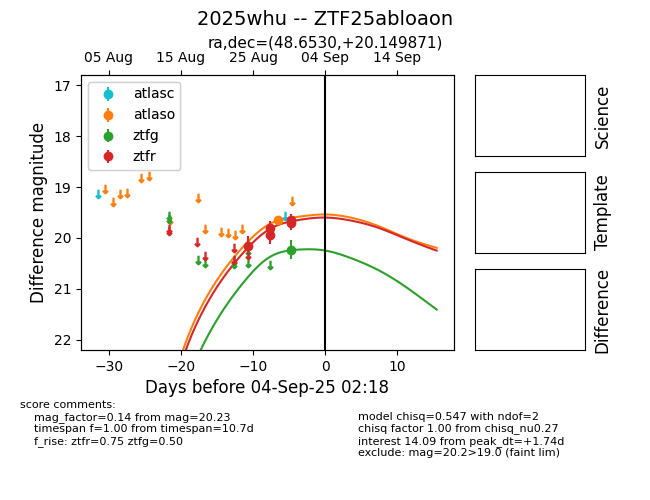 2025whu -- ZTF25abloaon
ra,dec=(48.6530,+20.149871)
05 Aug 15 Aug 25 Aug 04 Sep 14 Sep
atlasc
atlaso
ztfg
ztfr
17
18
19
20
21
22
Difference magnitude
−30 −20 −10 0 10
Days before 04-Sep-25 02:18
Science
Template
Difference
score comments:
mag_factor=0.14 from mag=20.23
timespan f=1.00 from timespan=10.7d
f_rise: ztfr=0.75 ztfg=0.50
model chisq=0.547 with ndof=2
chisq factor 1.00 from chisq_nu0.27
interest 14.09 from peak_dt=+1.74d
exclude: mag=20.2>19.0 (faint lim)